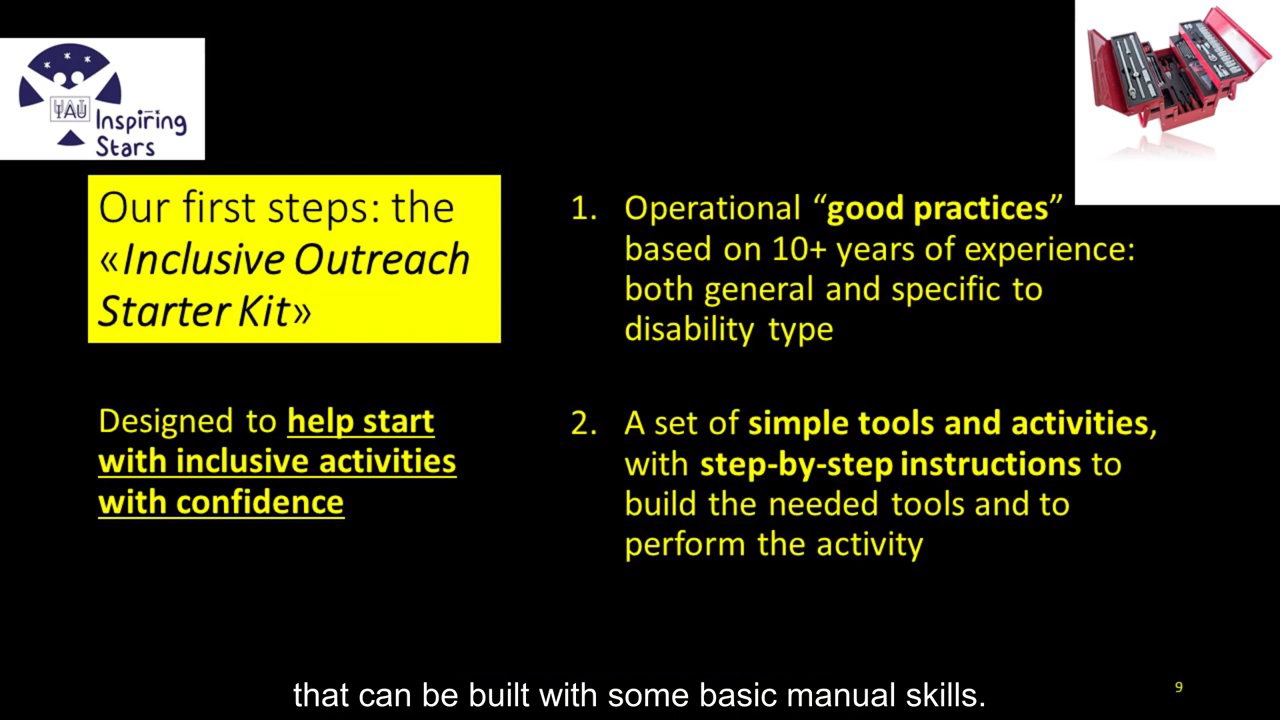 IAU
Inspiring
Stars
Our first steps: the
«Inclusive Outreach
Starter Kit»
Designed to help start
with inclusive activities
with confidence
1. Operational “good practices”
based on 10+ years of experience:
both general and specific to
disability type
2. A set of simple tools and activities,
with step-by-step instructions to
build the needed tools and to
perform the activity
that can be built with some basic manual skills.
9